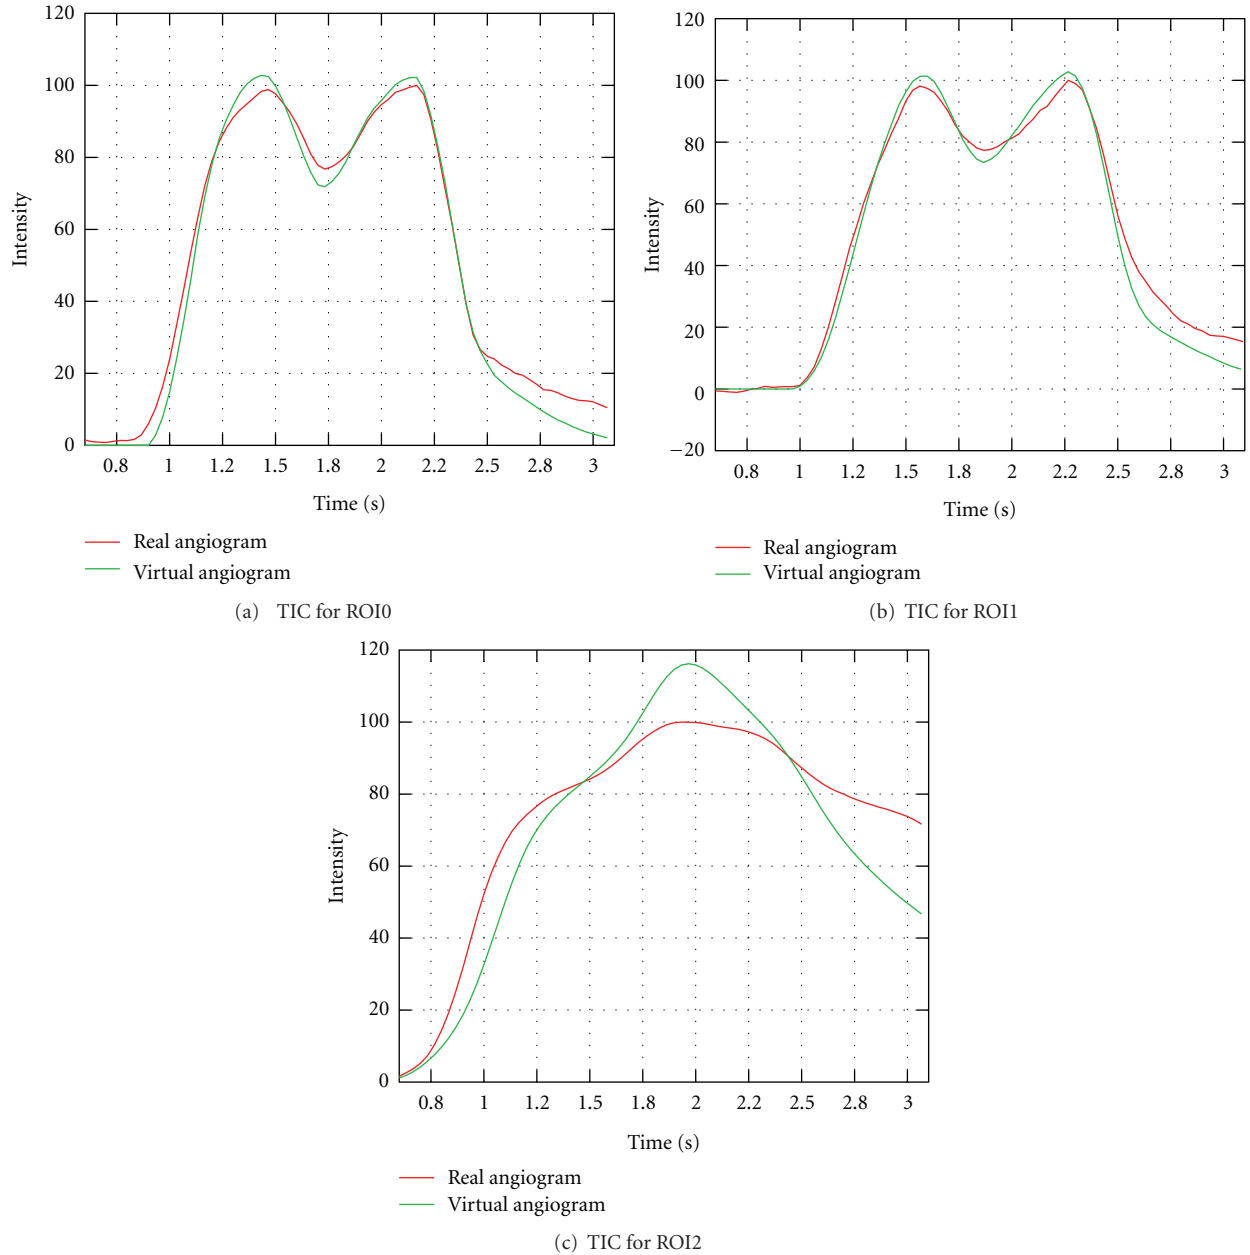 120
100
80
60
40
20
0
Intensity
0.8 1 1.2 1.5 1.8 2 2.2 2.5 2.8 3
Time (s)
Real angiogram
Virtual angiogram
(a) TIC for ROI0
120
100
80
60
40
20
0
−20
Intensity
0.8 1 1.2 1.5 1.8 2 2.2 2.5 2.8 3
Time (s)
Real angiogram
Virtual angiogram
(b) TIC for ROI1
120
100
80
60
40
20
0
Intensity
0.8 1 1.2 1.5 1.8 2 2.2 2.5 2.8 3
Time (s)
Real angiogram
Virtual angiogram
(c) TIC for ROI2